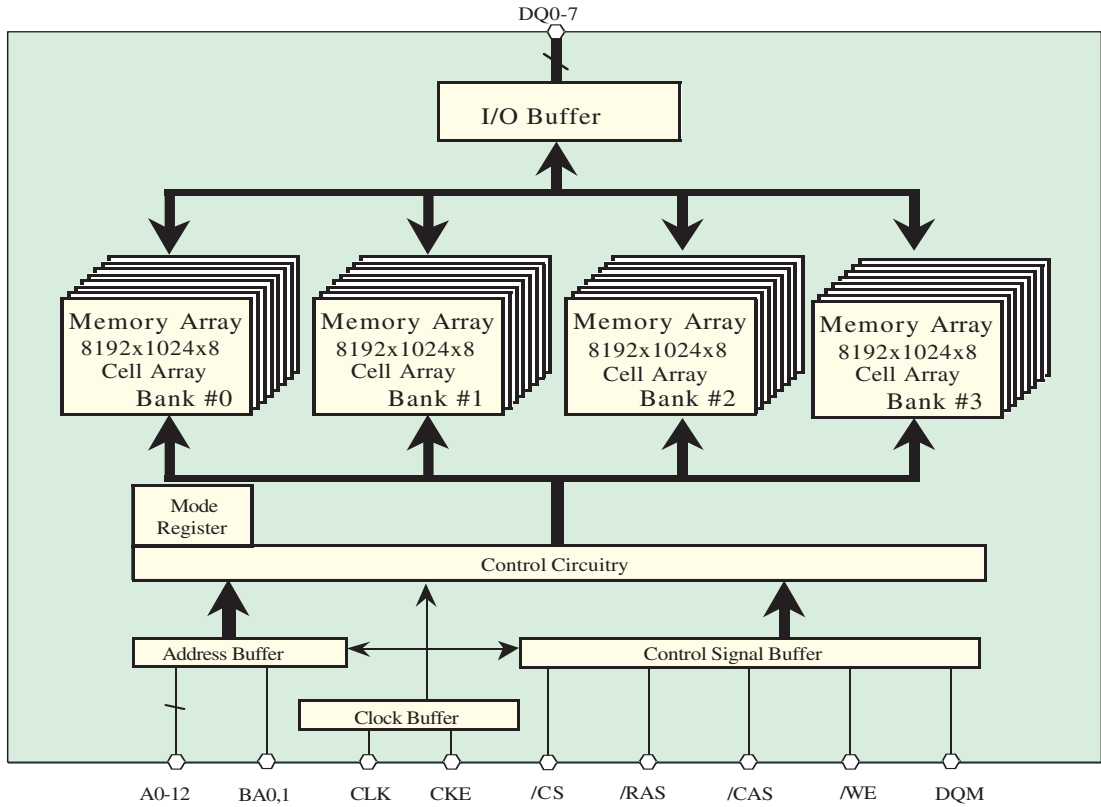 DQ0-7
I/O Buffer
Memory Array
8192x1024x8
Cell Array
Bank #0
Memory Array
8192x1024x8
Cell Array
Bank #1
Memory Array
8192x1024x8
Cell Array
Bank #2
Memory Array
8192x1024x8
Cell Array
Bank #3
Mode
Register
Control Circuitry
Address Buffer
Control Signal Buffer
Clock Buffer
A0-12
BA0,1
CLK
CKE
/CS
/RAS
/CAS
/WE
DQM